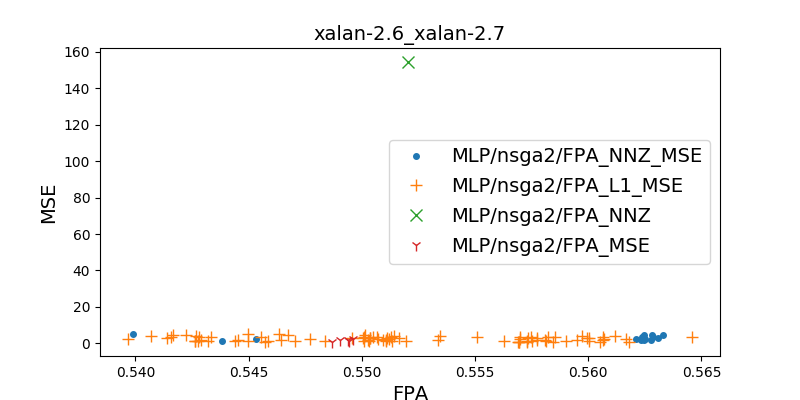 xalan-2.6_xalan-2.7
160
140
120
100
80
60
40
20
0
MSE
MLP/nsga2/FPA_NNZ_MSE
MLP/nsga2/FPA_L1_MSE
MLP/nsga2/FPA_NNZ
MLP/nsga2/FPA_MSE
0.540 0.545 0.550 0.555 0.560 0.565
FPA